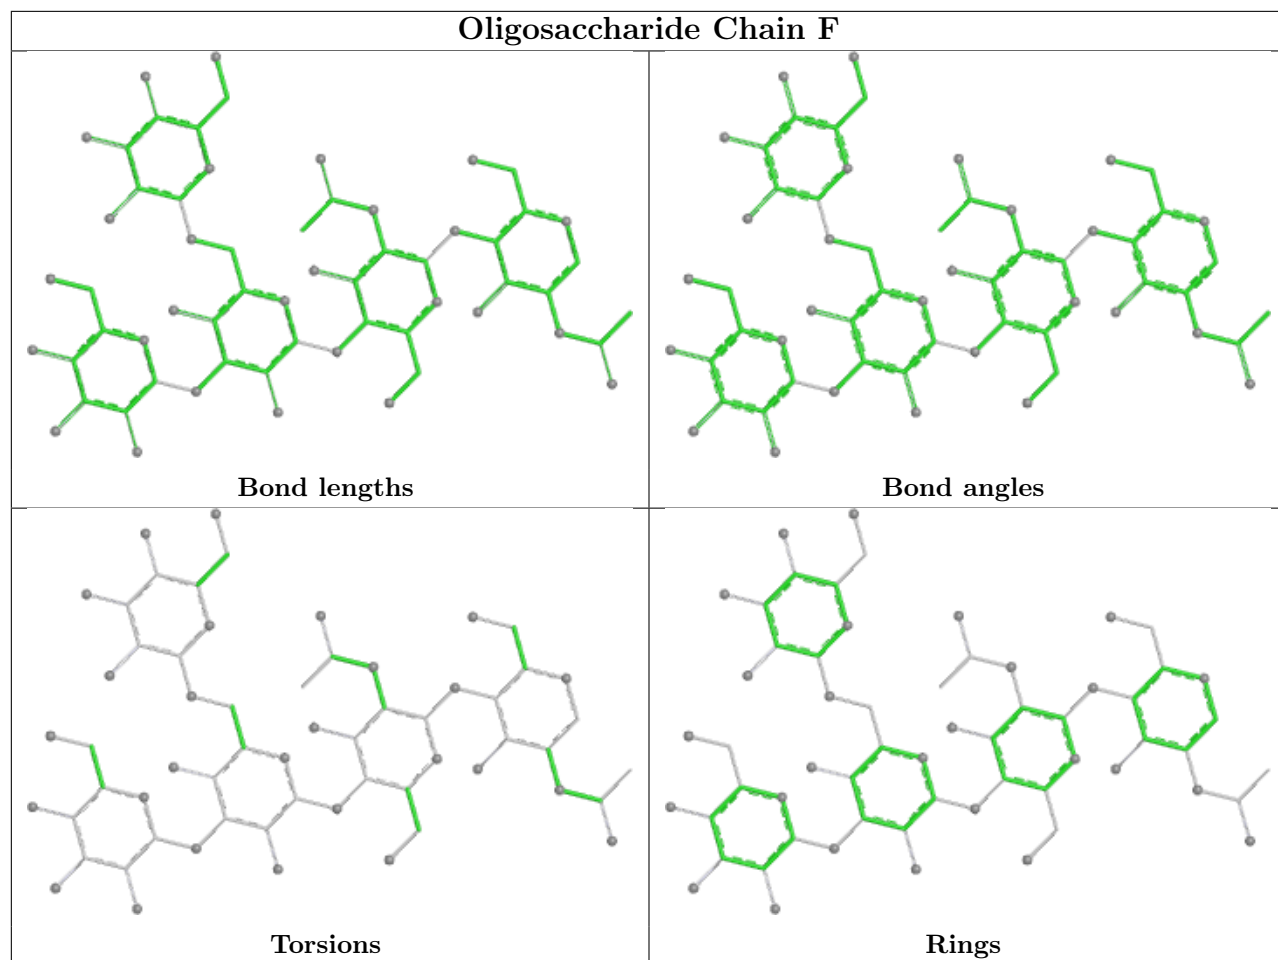 Oligosaccharide Chain F
Bond lengths
Bond angles
Torsions
Rings